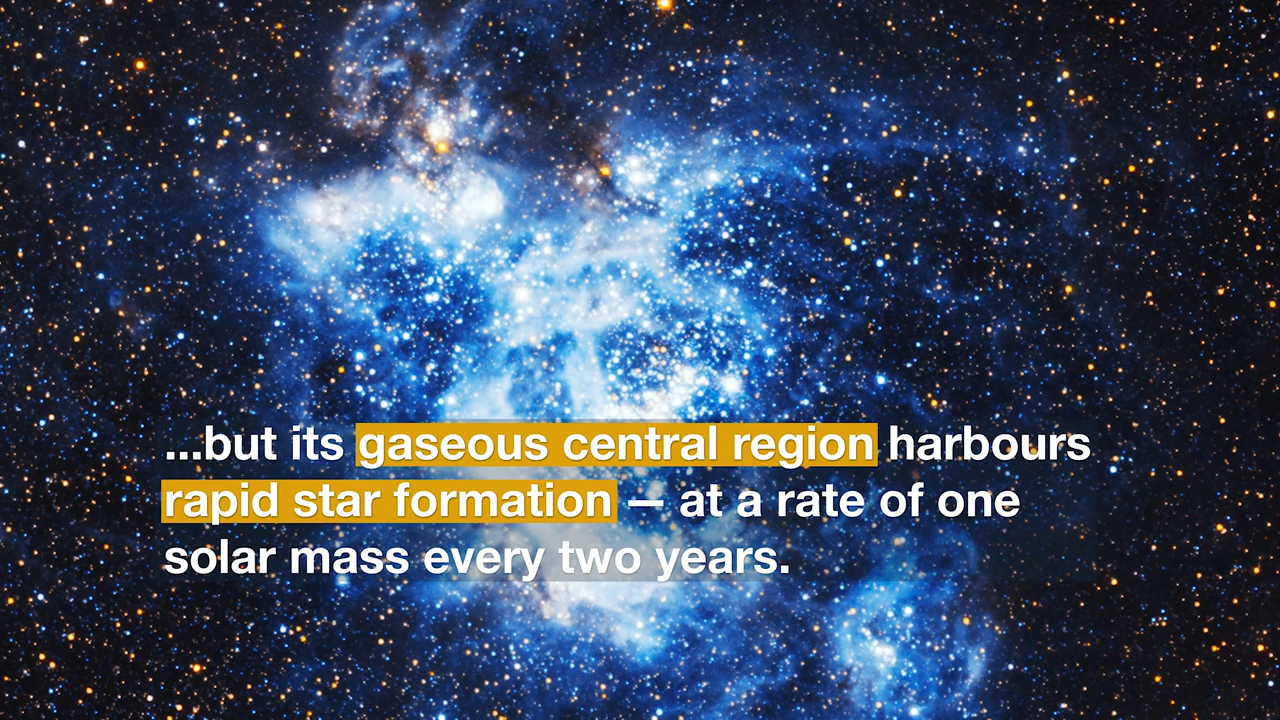 ...but its gaseous central region harbours
rapid star formation — at a rate of one
solar mass every two years.